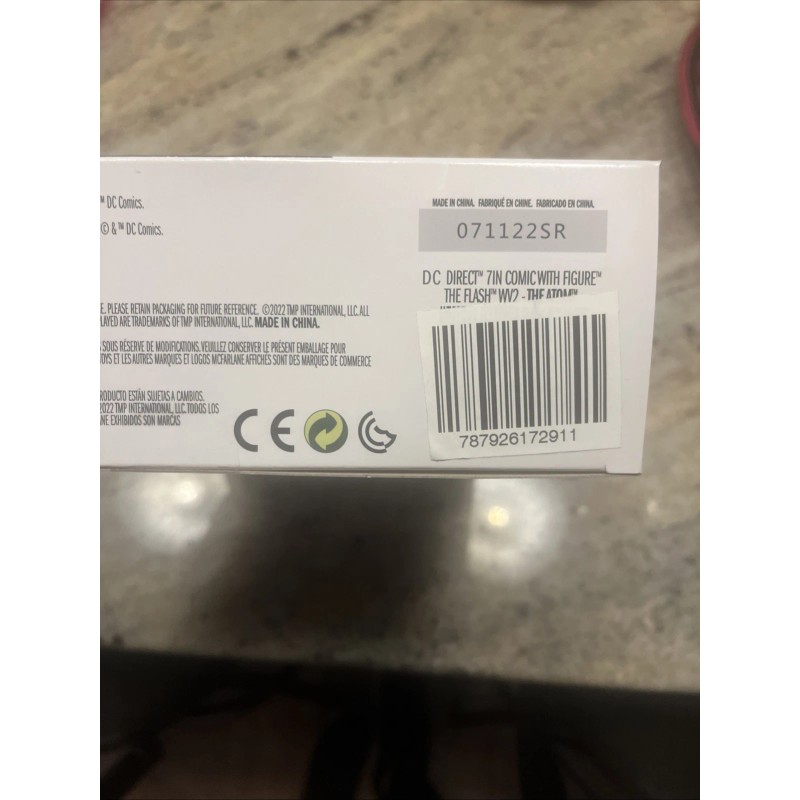 ™ DC Comics.
© & ™ DC Comics.
E. PLEASE RETAIN PACKAGING FOR FUTURE REFERENCE. ©2022 TMP INTERNATIONAL, LLC. ALL
LAYED ARE TRADEMARKS OF TMP INTERNATIONAL, LLC. MADE IN CHINA.
SOUS RÉSERVE DE MODIFICATIONS. VEUILLEZ CONSERVER LE PRÉSENT EMBALLAGE POUR
OYS ET LES AUTRES MARQUES ET LOGOS MCFARLANE AFFICHÉS SONT DES MARQUES DE COMMERCE
RODUCTO ESTÁN SUJETAS A CAMBIOS.
2022 TMP INTERNATIONAL, LLC. TODOS LOS
NE EXHIBIDOS SON MARCAS
CE
MADE IN CHINA. FABRIQUÉ EN CHINE. FABRICADO EN CHINA.
071122SR
DC DIRECT™ 7IN COMIC WITH FIGURE™
THE FLASH™ WV2 - THE ATOM™
787926172911